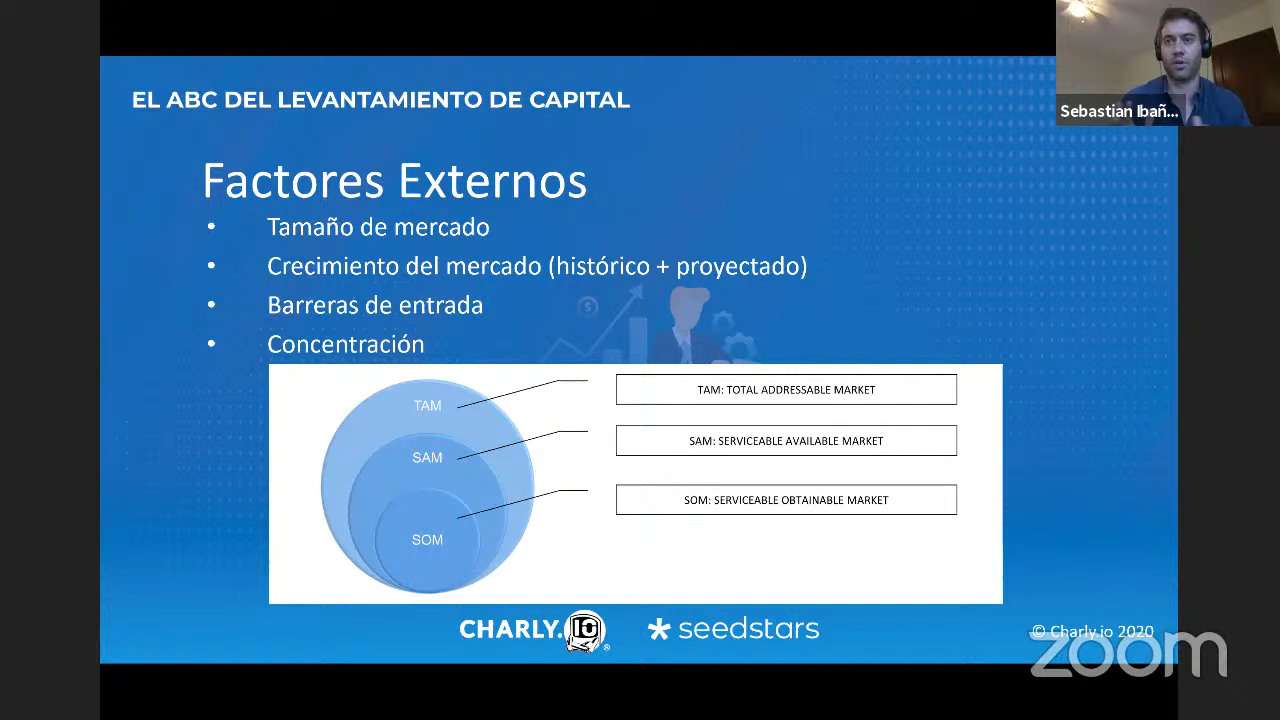 EL ABC DEL LEVANTAMIENTO DE CAPITAL
Sebastian Ibañ...
Factores Externos
• Tamaño de mercado
• Crecimiento del mercado (histórico + proyectado)
• Barreras de entrada
• Concentración
TAM
TAM: TOTAL ADDRESSABLE MARKET
SAM
SAM: SERVICEABLE AVAILABLE MARKET
SOM: SERVICEABLE OBTAINABLE MARKET
SOM
CHARLY.IO®
seedstars
© Charly.io 2020
zoom